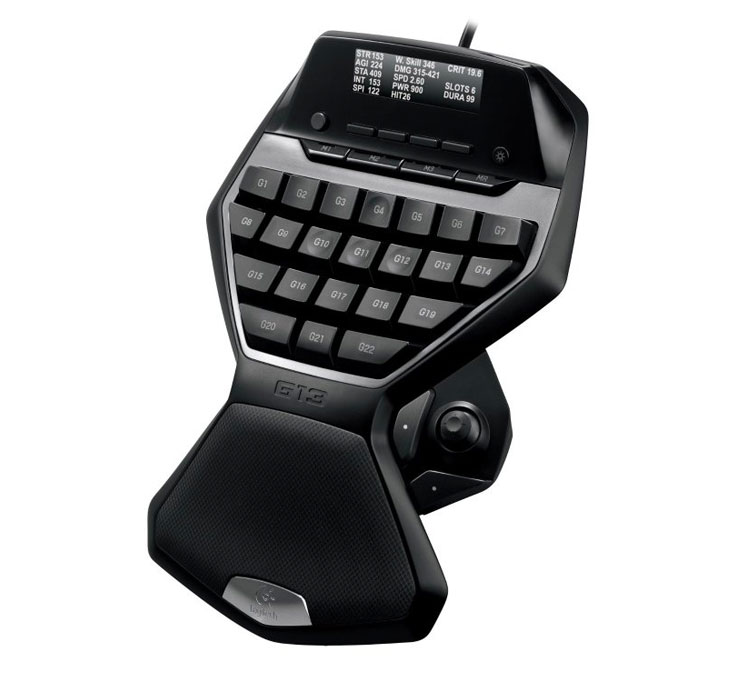 STR 153 W. Skill 346 CRIT 19.6
AGI 224 DMG 315-421
STA 409 SPD 2.60 SLOTS 6
INT 153 PWR 900 DURA 99
SPI 122 HIT26
M1 M2 M3 MR
G1 G2 G3 G4 G5 G6 G7
G8 G9 G10 G11 G12 G13 G14
G15 G16 G17 G18 G19
G20 G21 G22
G13
Logitech